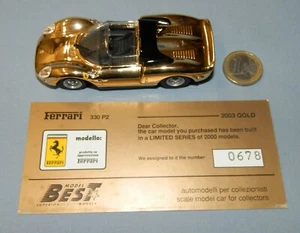 Ferrari 330 P2 2003 GOLD
Dear Collector,
the car model you purchased has been built
in a LIMITED SERIES of 2000 models.
We assigned to it the number 0678
modello:
Ferrari
MODEL
BEST
automodelli per collezionisti
scale model car for collectors